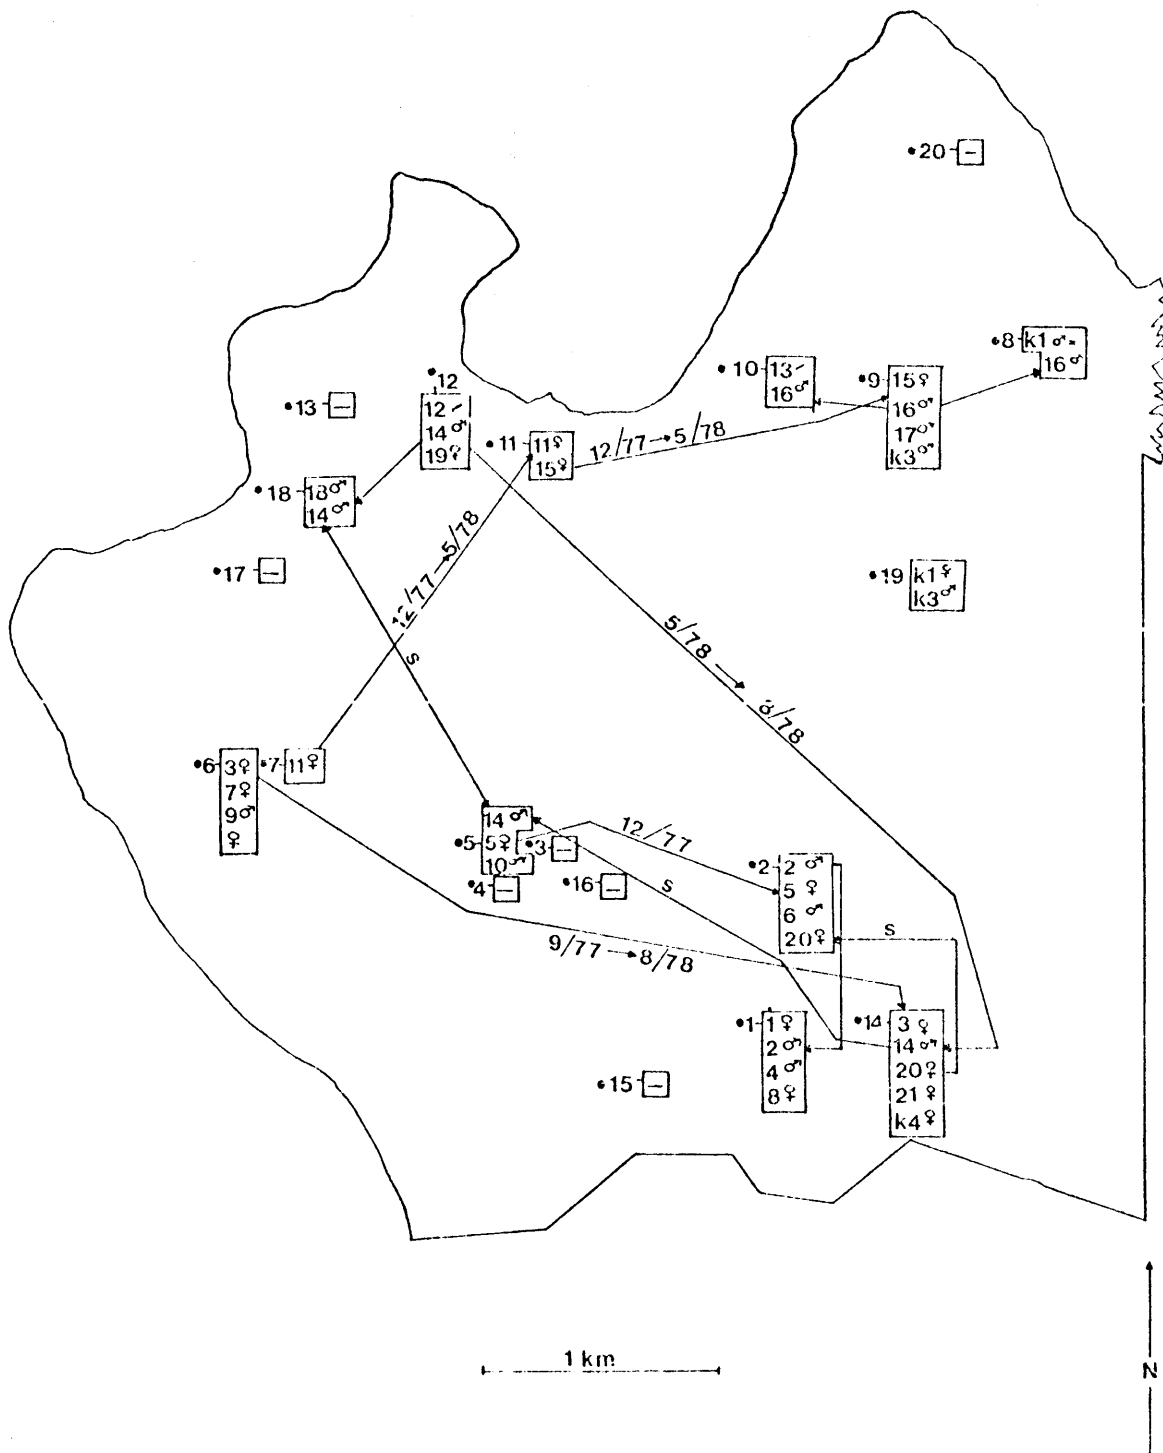 •20 –
•8 k1 ♂
16 ♂
•10 13
16 ♂
•9 15 ♀
16 ♂
17 ♂
k3 ♂
•12
12
14 ♂
19 ♀
•13 –
•11 11 ♀
15 ♀
12/77→5/78
•18 18 ♂
14 ♂
•17 –
•19 k1 ♀
k3 ♂
12/77→5/78
s
5/78 → 8/78
•6 3 ♀
7 ♀
9 ♂
♀
•7 11 ♀
14 ♂
•5 5 ♀
10 ♂
•3 –
•4 –
•16 –
12/77
s
•2 2 ♂
5 ♀
6 ♂
20 ♀
s
9/77→8/78
•1 1 ♀
2 ♂
4 ♂
8 ♀
•14 3 ♀
14 ♂
20 ♀
21 ♀
k4 ♀
•15 –
1 km
N